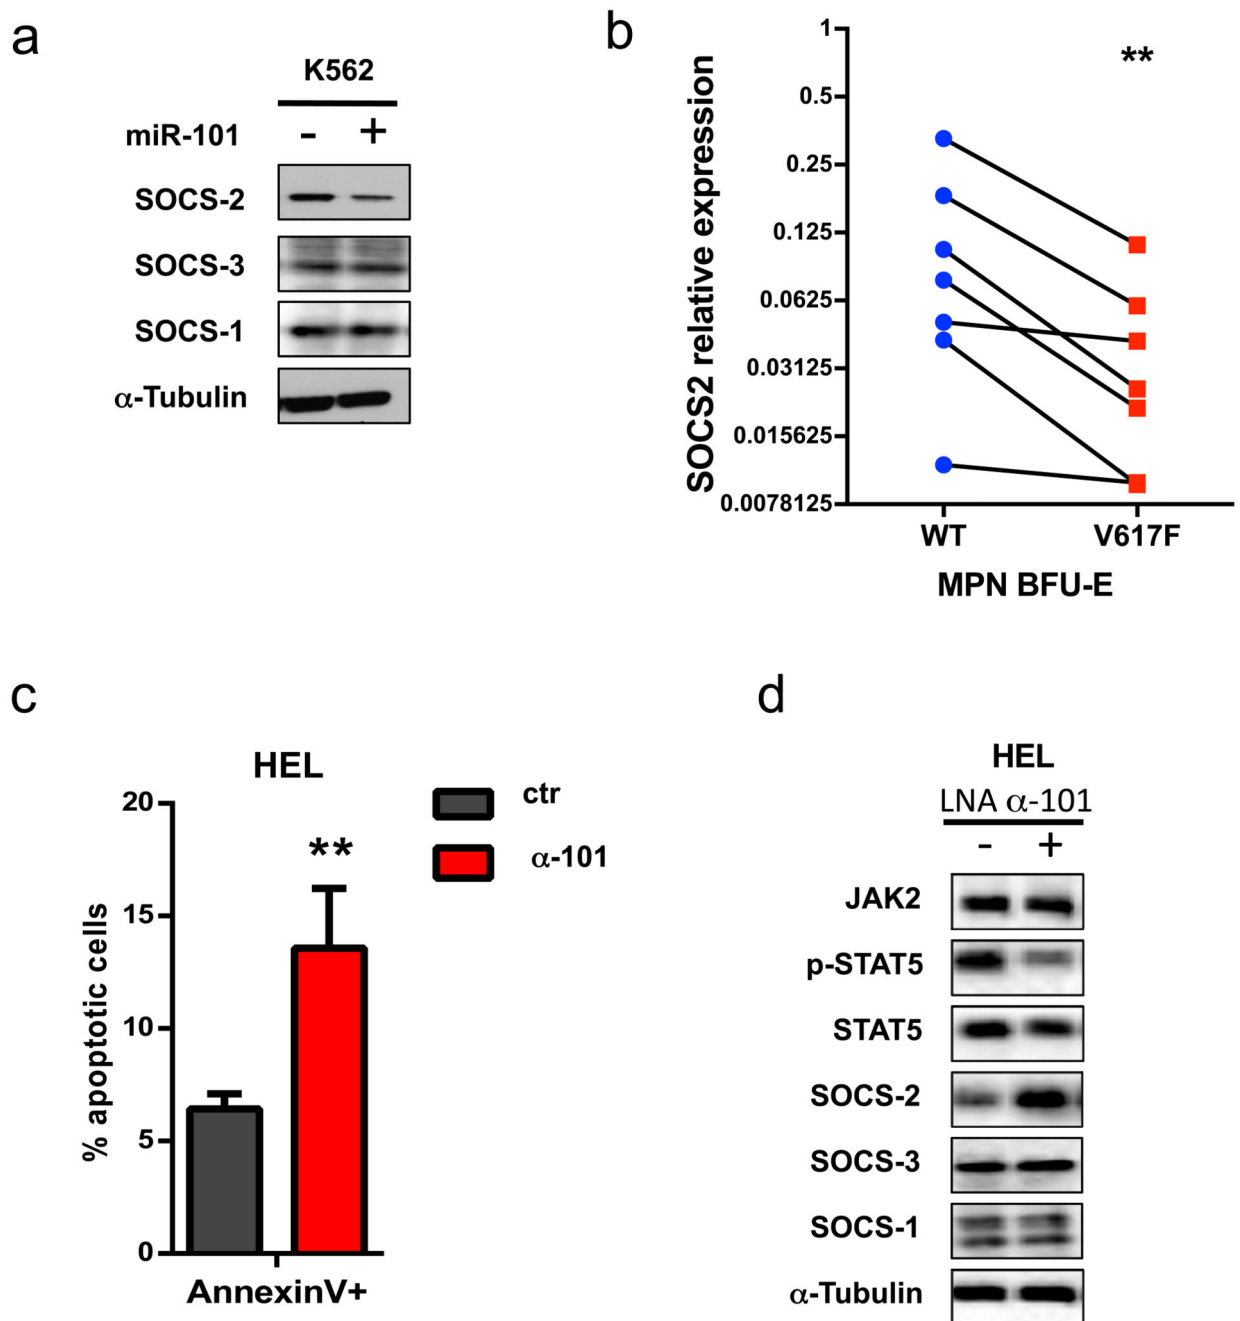 a
K562
miR-101 - +
SOCS-2
SOCS-3
SOCS-1
α-Tubulin
b
**
SOCS2 relative expression
1
0.5
0.25
0.125
0.0625
0.03125
0.015625
0.0078125
WT V617F
MPN BFU-E
c
HEL
ctr
α-101
**
% apoptotic cells
20
15
10
5
0
AnnexinV+
d
HEL
LNA α-101
- +
JAK2
p-STAT5
STAT5
SOCS-2
SOCS-3
SOCS-1
α-Tubulin